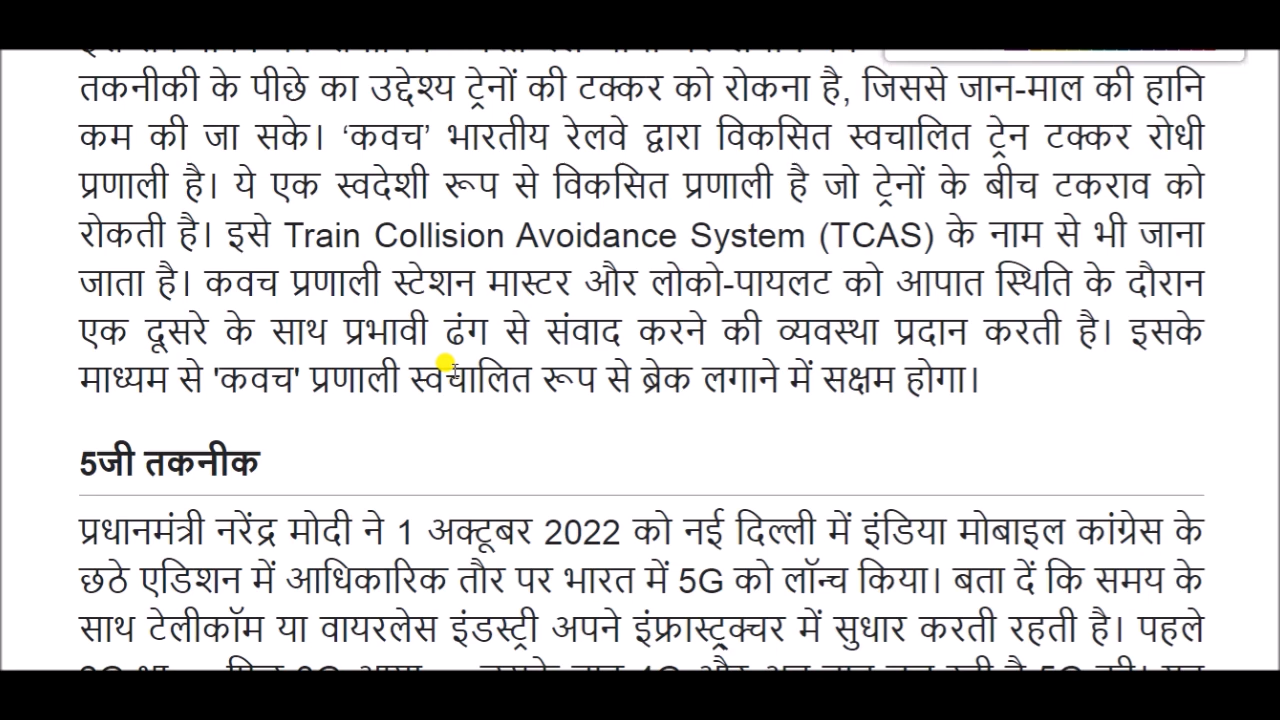 तकनीकी के पीछे का उद्देश्य ट्रेनों की टक्कर को रोकना है, जिससे जान-माल की हानि
कम की जा सके। ‘कवच’ भारतीय रेलवे द्वारा विकसित स्वचालित ट्रेन टक्कर रोधी
प्रणाली है। ये एक स्वदेशी रूप से विकसित प्रणाली है जो ट्रेनों के बीच टकराव को
रोकती है। इसे Train Collision Avoidance System (TCAS) के नाम से भी जाना
जाता है। कवच प्रणाली स्टेशन मास्टर और लोको-पायलट को आपात स्थिति के दौरान
एक दूसरे के साथ प्रभावी ढंग से संवाद करने की व्यवस्था प्रदान करती है। इसके
माध्यम से 'कवच' प्रणाली स्वचालित रूप से ब्रेक लगाने में सक्षम होगा।
5जी तकनीक
प्रधानमंत्री नरेंद्र मोदी ने 1 अक्टूबर 2022 को नई दिल्ली में इंडिया मोबाइल कांग्रेस के
छठे एडिशन में आधिकारिक तौर पर भारत में 5G को लॉन्च किया। बता दें कि समय के
साथ टेलीकॉम या वायरलेस इंडस्ट्री अपने इंफ्रास्ट्रक्चर में सुधार करती रहती है। पहले